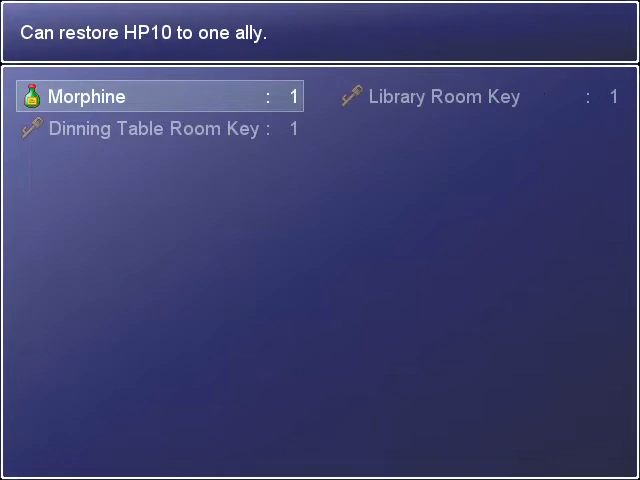 Can restore HP10 to one ally.
Morphine : 1 Library Room Key : 1
Dinning Table Room Key : 1